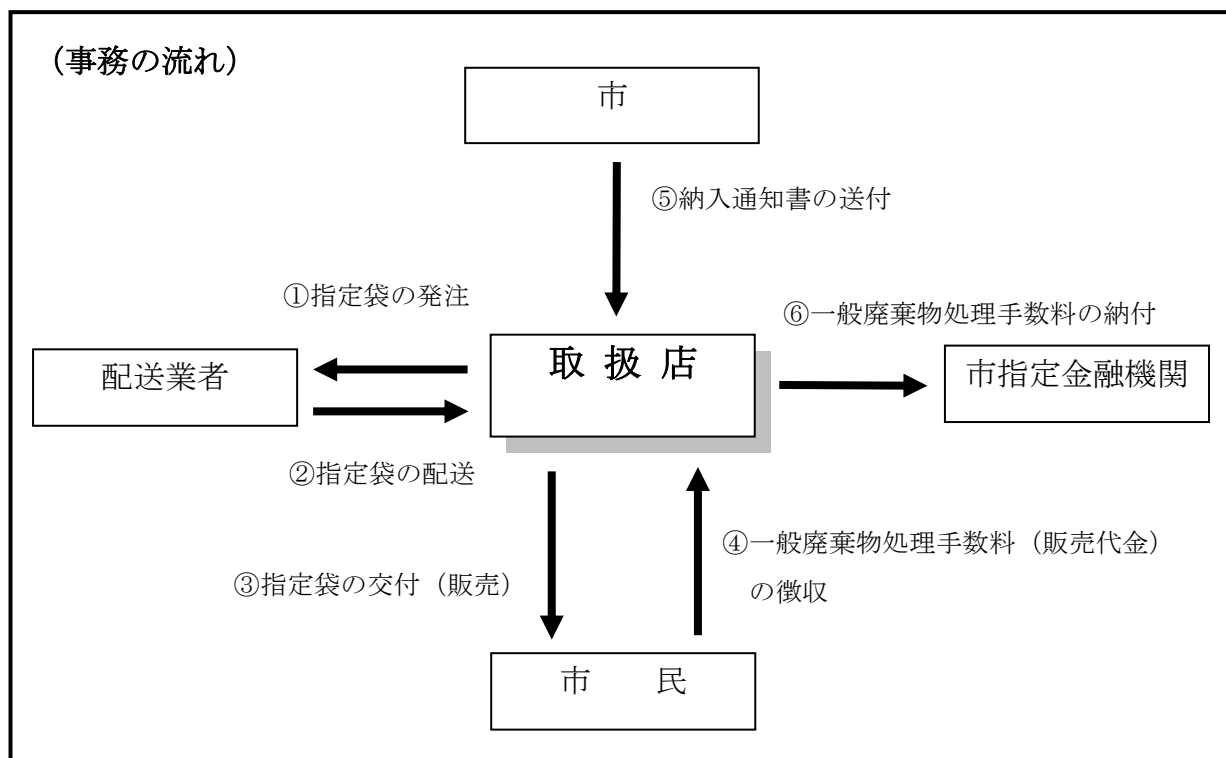 （事務の流れ）
市
⑤納入通知書の送付
①指定袋の発注
⑥一般廃棄物処理手数料の納付
配送業者
取 扱 店
市指定金融機関
②指定袋の配送
④一般廃棄物処理手数料（販売代金）
の徴収
③指定袋の交付（販売）
市　　民